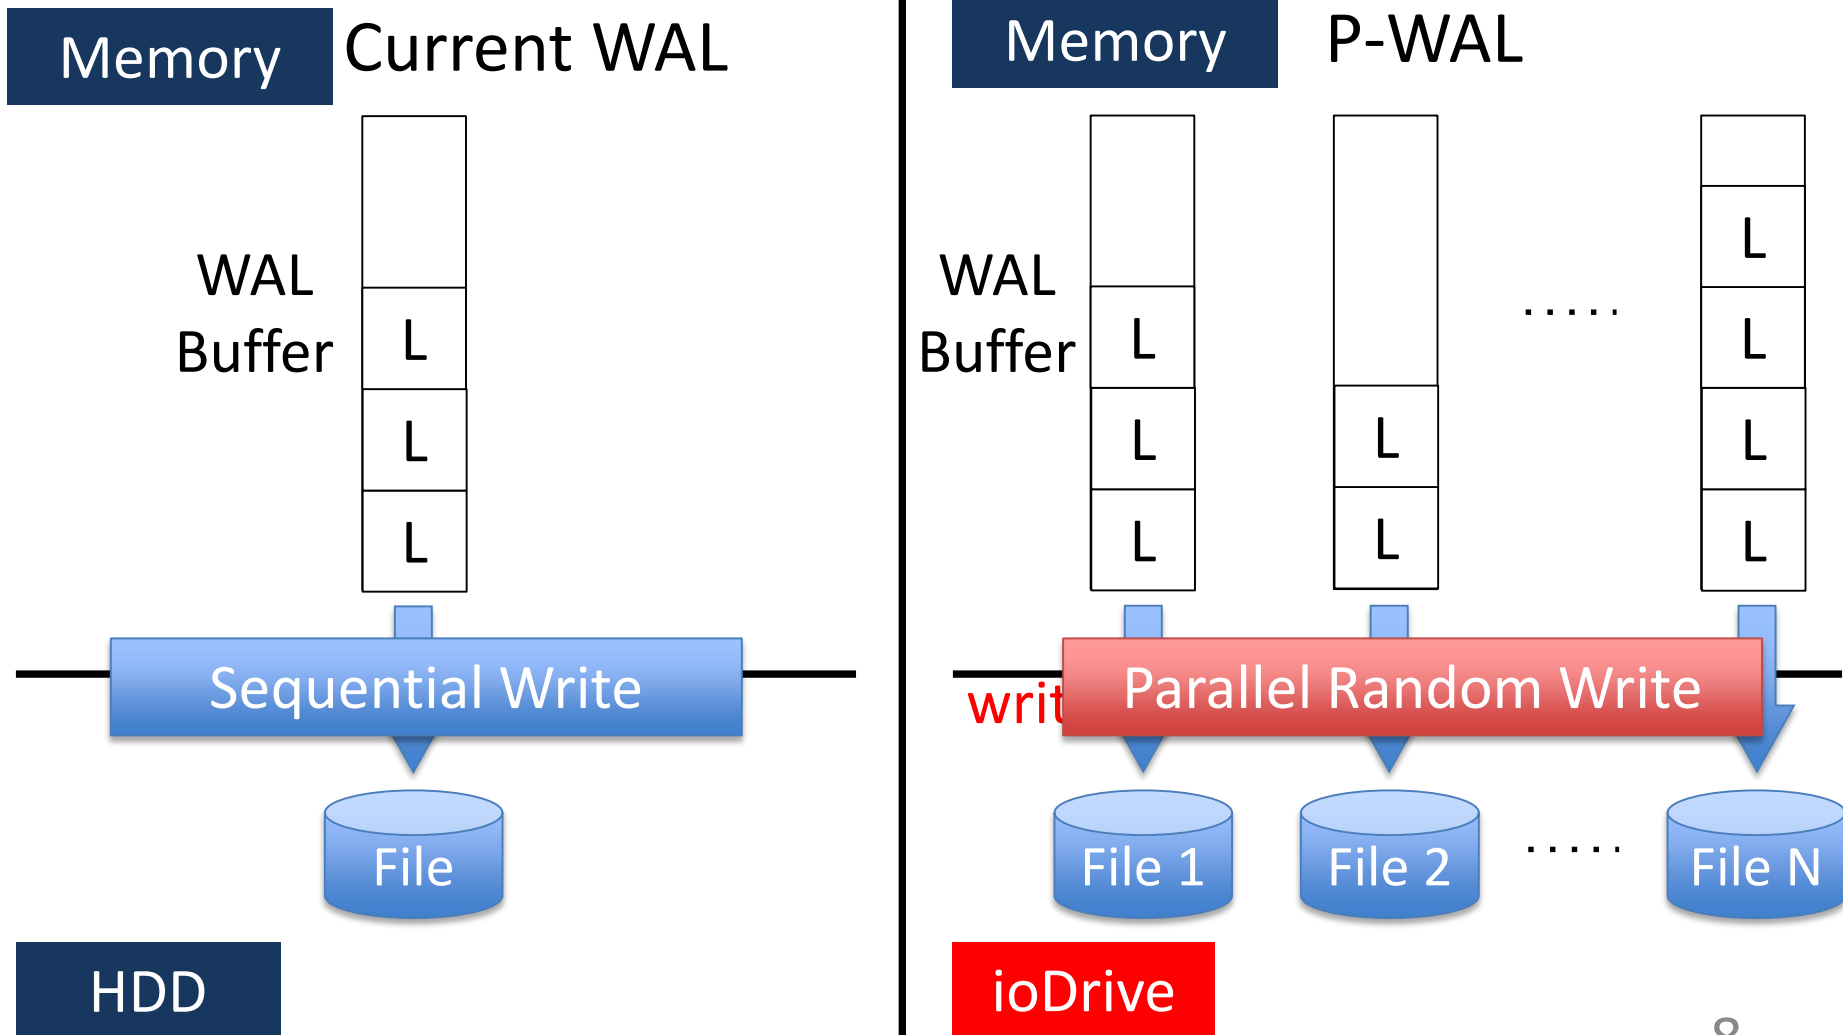 Memory
Current WAL
WAL
Buffer
L
L
L
Sequential Write
File
HDD
Memory
P-WAL
WAL
Buffer
L
L
L
L
L
.....
L
L
L
L
Parallel Random Write
File 1
File 2
.....
File N
ioDrive
8